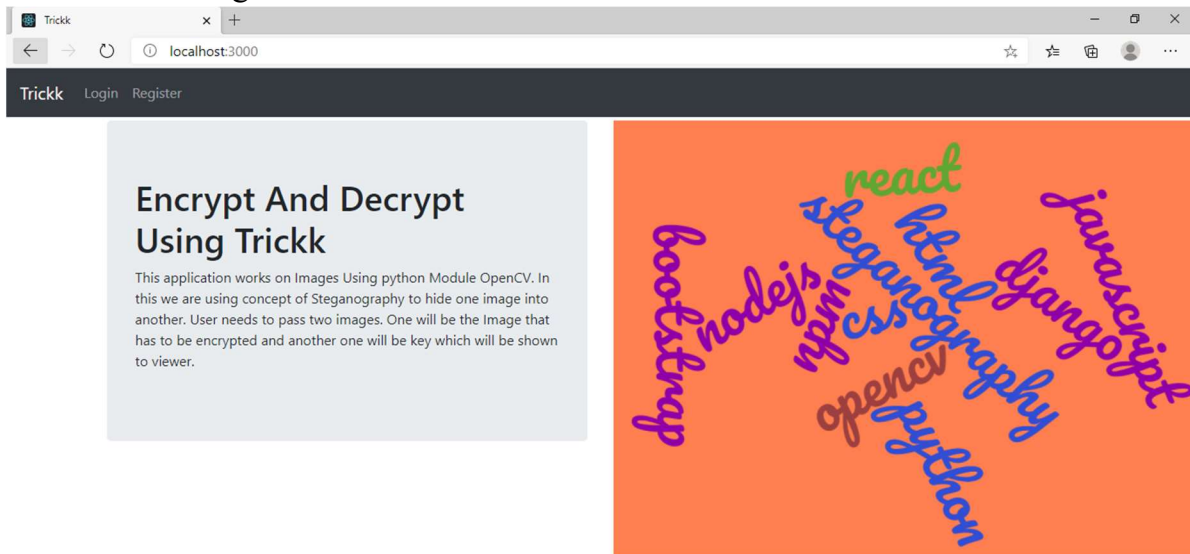 Trickk
localhost:3000
Trickk Login Register
Encrypt And Decrypt
Using Trickk
This application works on Images Using python Module OpenCV. In
this we are using concept of Steganography to hide one image into
another. User needs to pass two images. One will be the Image that
has to be encrypted and another one will be key which will be shown
to viewer.
react
steganography
html
javascript
bootstrap
nodejs
npm
css
django
ppt
opencv
python